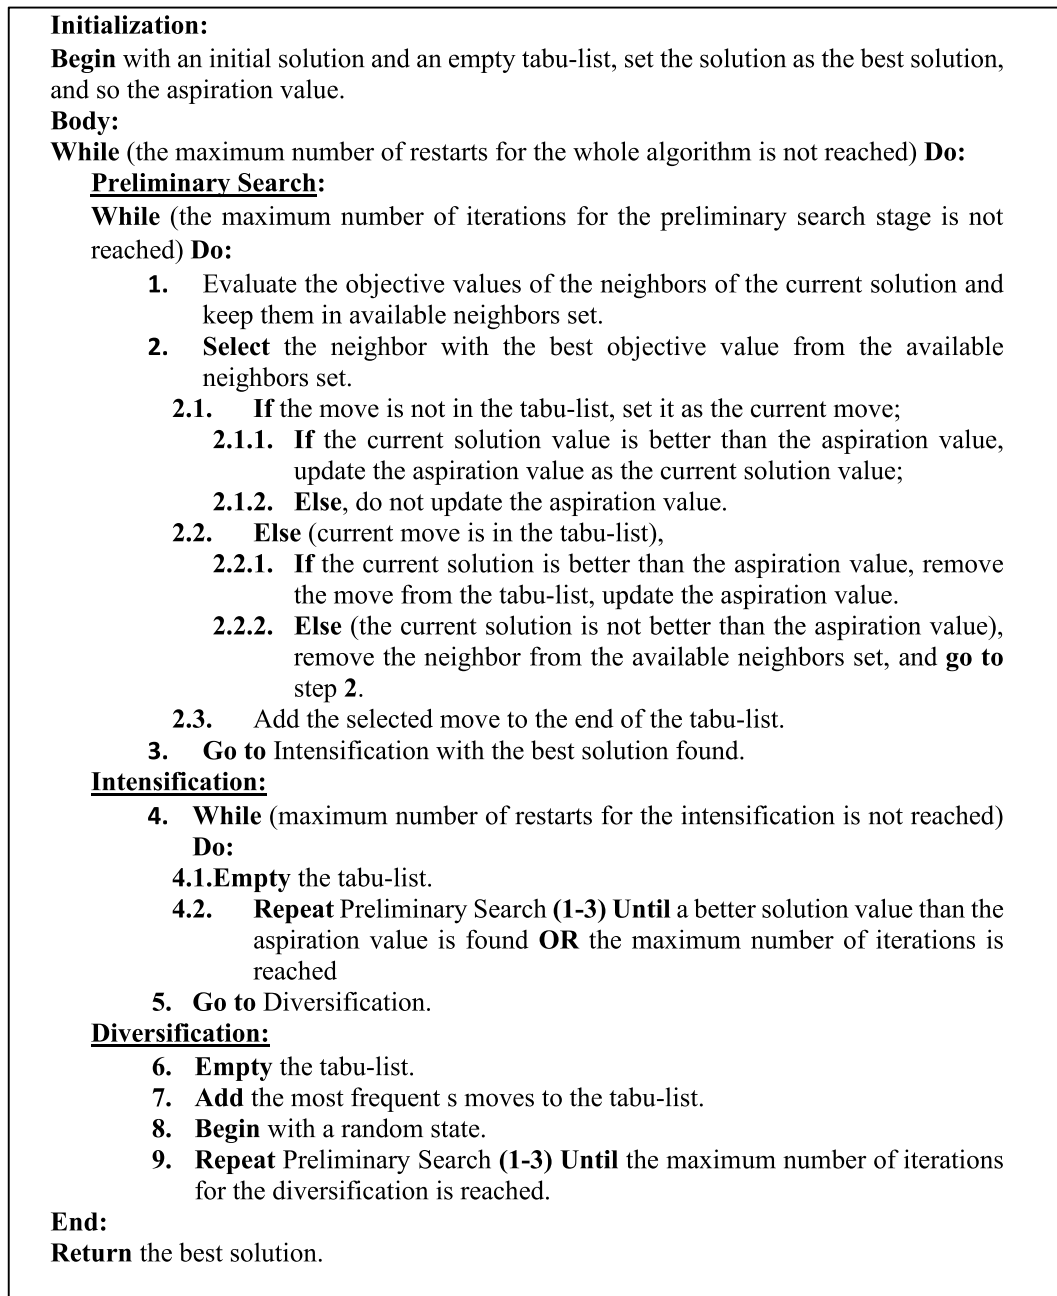 Initialization:
Begin with an initial solution and an empty tabu-list, set the solution as the best solution,
and so the aspiration value.
Body:
While (the maximum number of restarts for the whole algorithm is not reached) Do:
Preliminary Search:
While (the maximum number of iterations for the preliminary search stage is not
reached) Do:
1. Evaluate the objective values of the neighbors of the current solution and
keep them in available neighbors set.
2. Select the neighbor with the best objective value from the available
neighbors set.
2.1. If the move is not in the tabu-list, set it as the current move;
2.1.1. If the current solution value is better than the aspiration value,
update the aspiration value as the current solution value;
2.1.2. Else, do not update the aspiration value.
2.2. Else (current move is in the tabu-list),
2.2.1. If the current solution is better than the aspiration value, remove
the move from the tabu-list, update the aspiration value.
2.2.2. Else (the current solution is not better than the aspiration value),
remove the neighbor from the available neighbors set, and go to
step 2.
2.3. Add the selected move to the end of the tabu-list.
3. Go to Intensification with the best solution found.
Intensification:
4. While (maximum number of restarts for the intensification is not reached)
Do:
4.1.Empty the tabu-list.
4.2. Repeat Preliminary Search (1-3) Until a better solution value than the
aspiration value is found OR the maximum number of iterations is
reached
5. Go to Diversification.
Diversification:
6. Empty the tabu-list.
7. Add the most frequent s moves to the tabu-list.
8. Begin with a random state.
9. Repeat Preliminary Search (1-3) Until the maximum number of iterations
for the diversification is reached.
End:
Return the best solution.